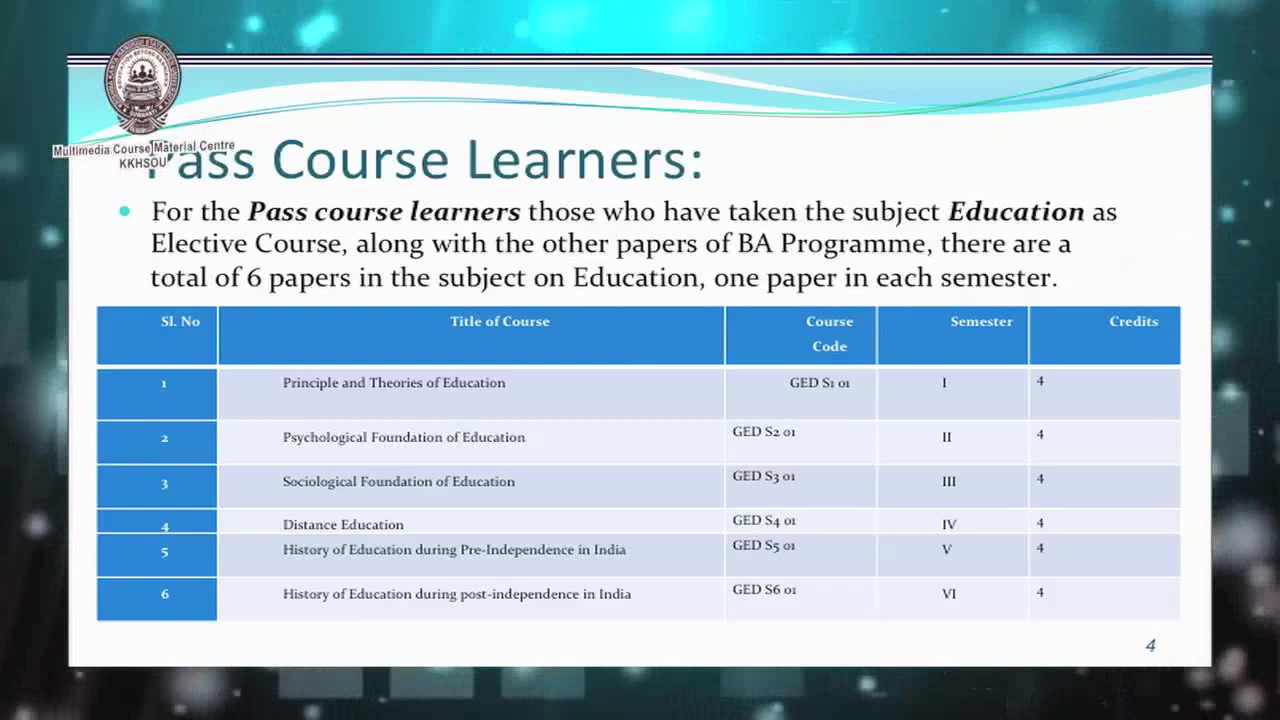 Multimedia Course Material Centre
KKHSOU
Pass Course Learners:
• For the Pass course learners those who have taken the subject Education as
Elective Course, along with the other papers of BA Programme, there are a
total of 6 papers in the subject on Education, one paper in each semester.
Sl. No Title of Course Course Code Semester Credits
1 Principle and Theories of Education GED S1 01 I 4
2 Psychological Foundation of Education GED S2 01 II 4
3 Sociological Foundation of Education GED S3 01 III 4
4 Distance Education GED S4 01 IV 4
5 History of Education during Pre-Independence in India GED S5 01 V 4
6 History of Education during post-independence in India GED S6 01 VI 4
4